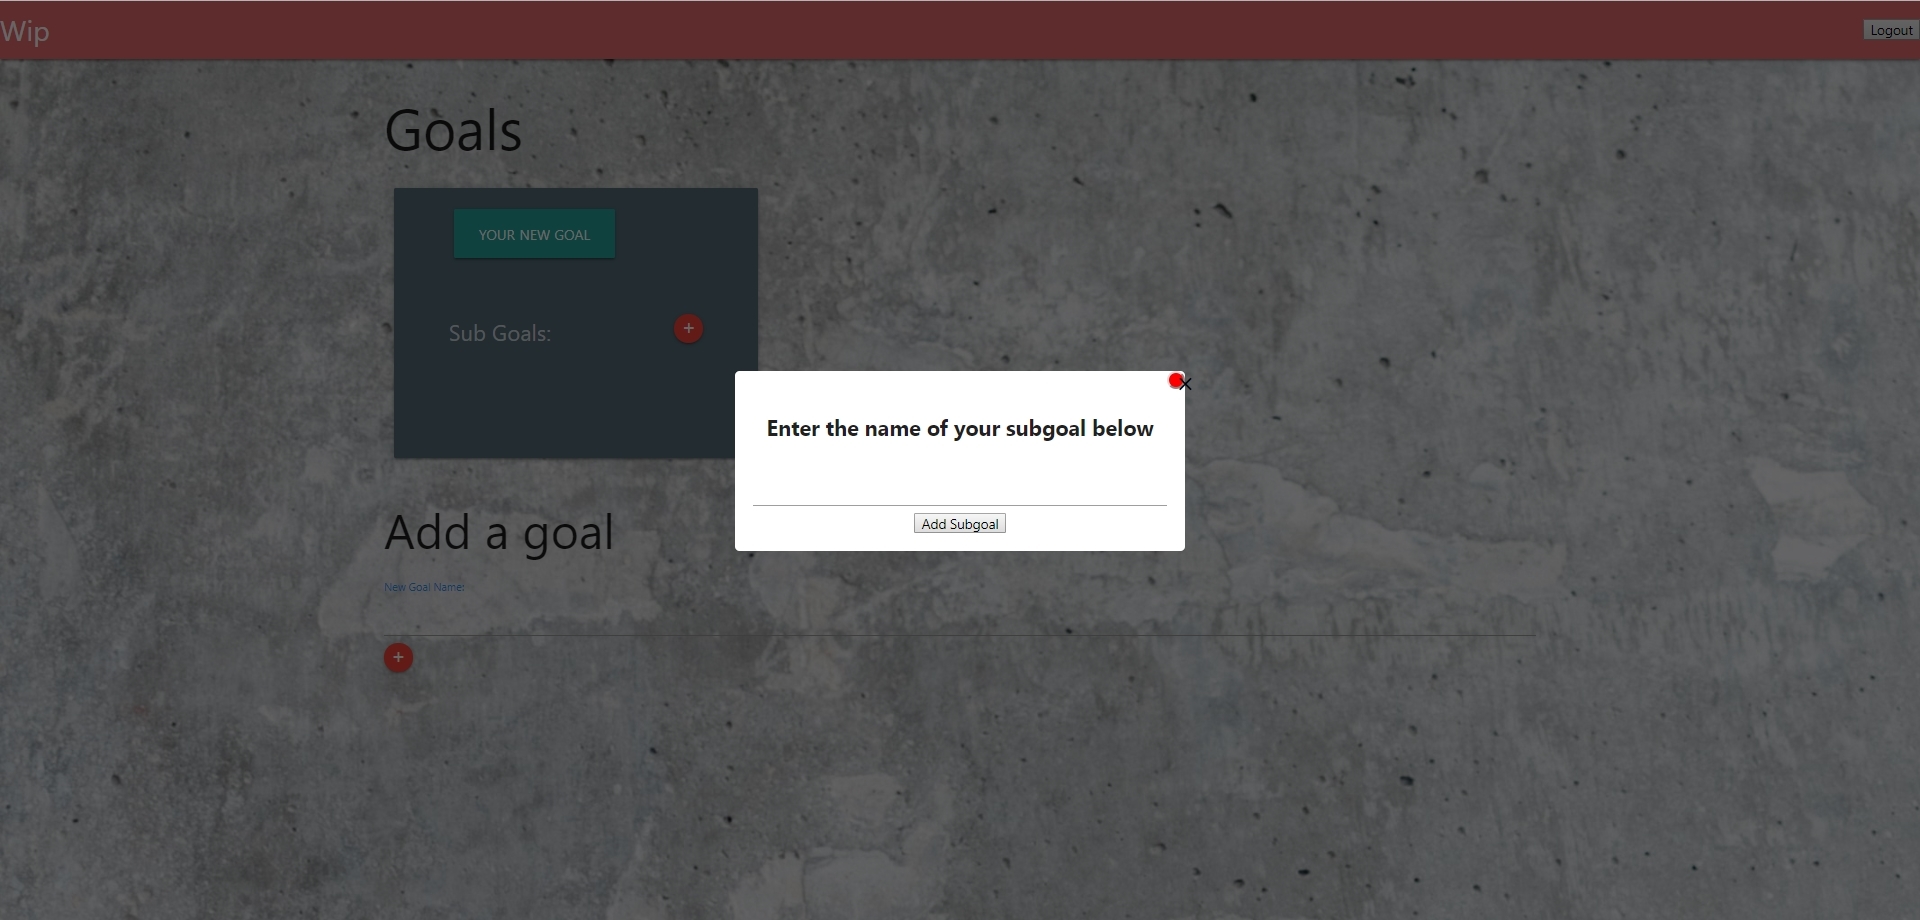 Wip
Logout
Goals
YOUR NEW GOAL
Sub Goals:
+
Enter the name of your subgoal below
Add Subgoal
Add a goal
New Goal Name:
+